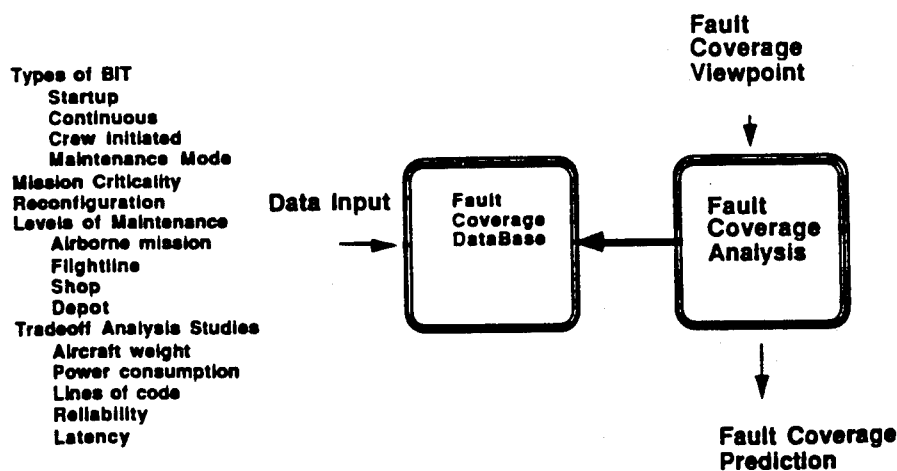 Types of BIT
Startup
Continuous
Crew initiated
Maintenance Mode
Mission Criticality
Reconfiguration
Levels of Maintenance
Airborne mission
Flightline
Shop
Depot
Tradeoff Analysis Studies
Aircraft weight
Power consumption
Lines of code
Reliability
Latency
Data Input
Fault
Coverage
DataBase
Fault
Coverage
Viewpoint
Fault
Coverage
Analysis
Fault Coverage
Prediction